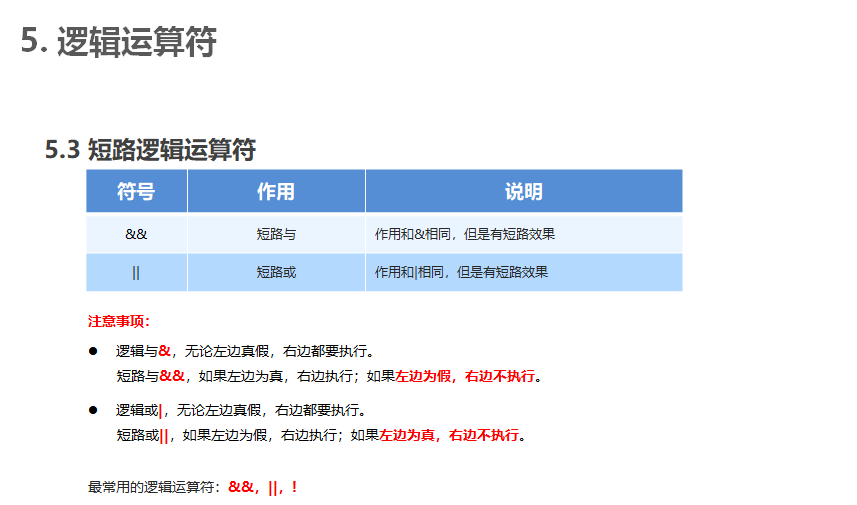 5. 逻辑运算符
5.3 短路逻辑运算符
符号 作用 说明
&& 短路与 作用和&相同，但是有短路效果
|| 短路或 作用和|相同，但是有短路效果
注意事项：
● 逻辑与&，无论左边真假，右边都要执行。
短路与&&，如果左边为真，右边执行；如果左边为假，右边不执行。
● 逻辑或|，无论左边真假，右边都要执行。
短路或||，如果左边为假，右边执行；如果左边为真，右边不执行。
最常用的逻辑运算符：&&，||，！